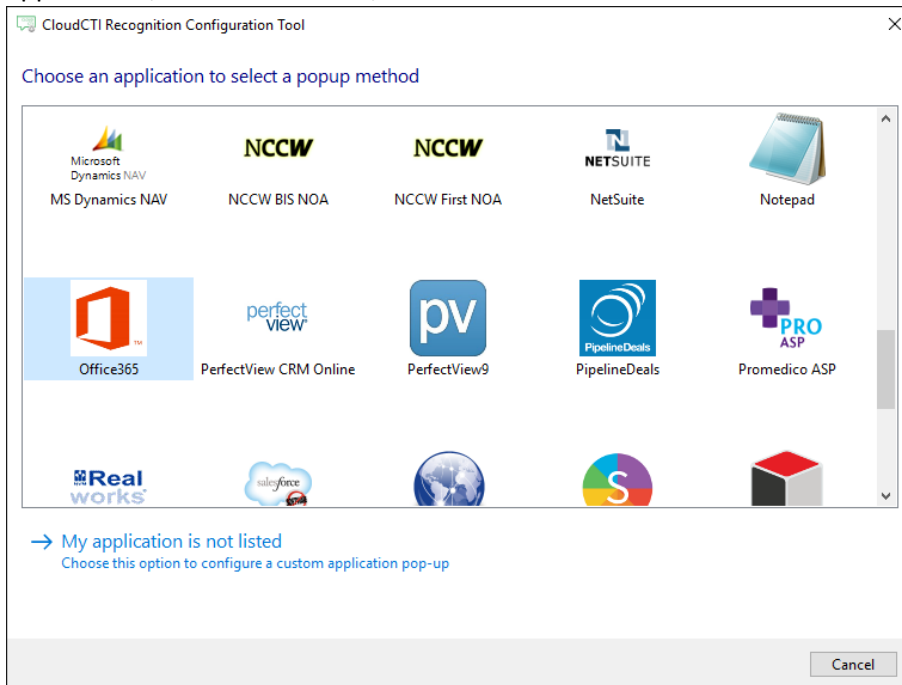 CloudCTI Recognition Configuration Tool
Choose an application to select a popup method
Microsoft
Dynamics NAV
NCCW
NCCW
N
NETSUITE
MS Dynamics NAV
NCCW BIS NOA
NCCW First NOA
NetSuite
Notepad
TM
perfect
view
pv
PipelineDeals
PRO
ASP
Office365
PerfectView CRM Online
PerfectView9
PipelineDeals
Promedico ASP
Real
works
salesforce
S
→ My application is not listed
Choose this option to configure a custom application pop-up
Cancel